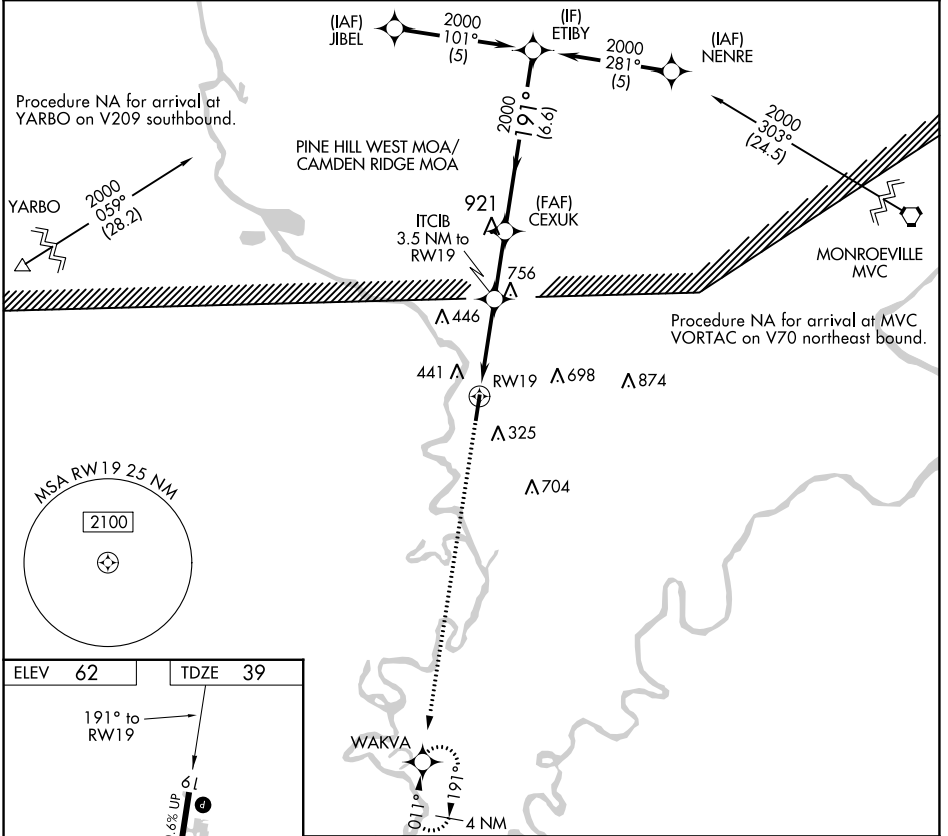 (IAF)
JIBEL
2000
101°
(5)
(IF)
ETIBY
2000
281°
(5)
(IAF)
NENRE
Procedure NA for arrival at
YARBO on V209 southbound.
2000
191°
(6.6)
2000
303°
(24.5)
PINE HILL WEST MOA/
CAMDEN RIDGE MOA
YARBO
2000
059°
(28.2)
921
(FAF)
CEXUK
ITCIB
3.5 NM to
RW19
756
MONROEVILLE
MVC
446
Procedure NA for arrival at MVC
VORTAC on V70 northeast bound.
441
RW19
698
874
325
704
MSA RW19 25 NM
2100
ELEV 62
TDZE 39
191° to
RW19
19
P
.6% UP
WAKVA
011°
191°
4 NM